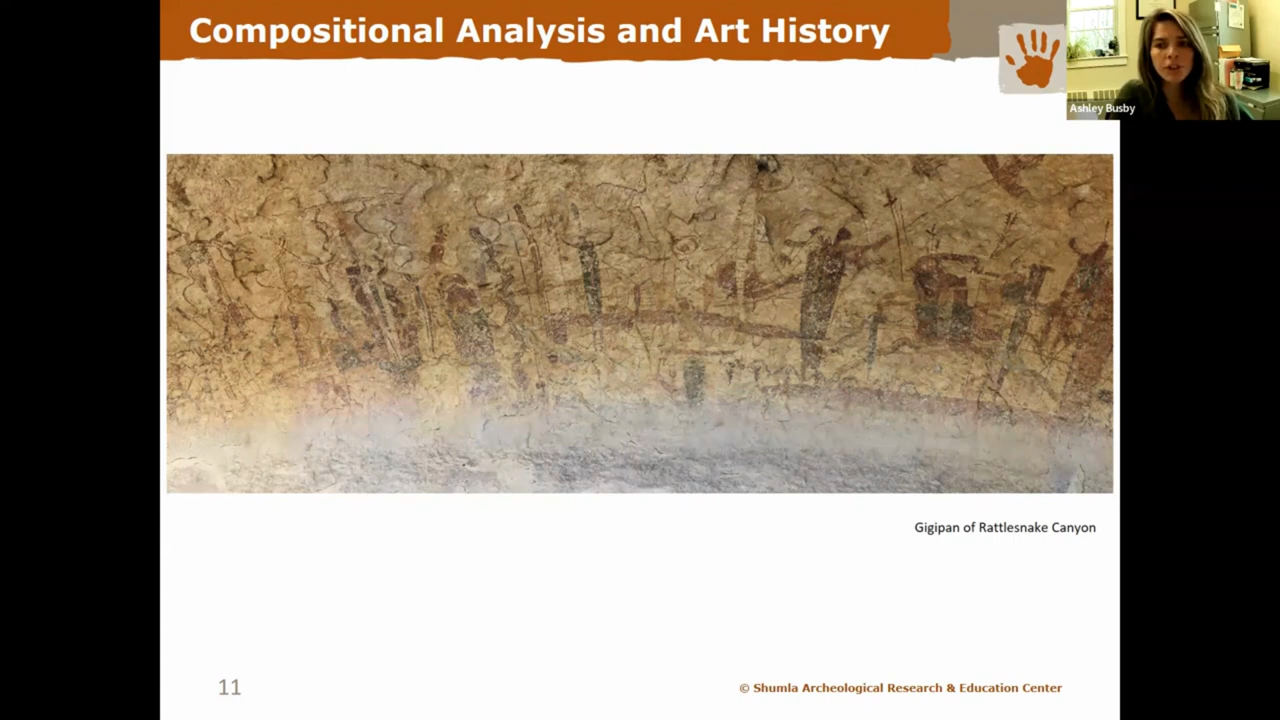 Compositional Analysis and Art History
Ashley Busby
Gigipan of Rattlesnake Canyon
11
© Shumla Archeological Research & Education Center